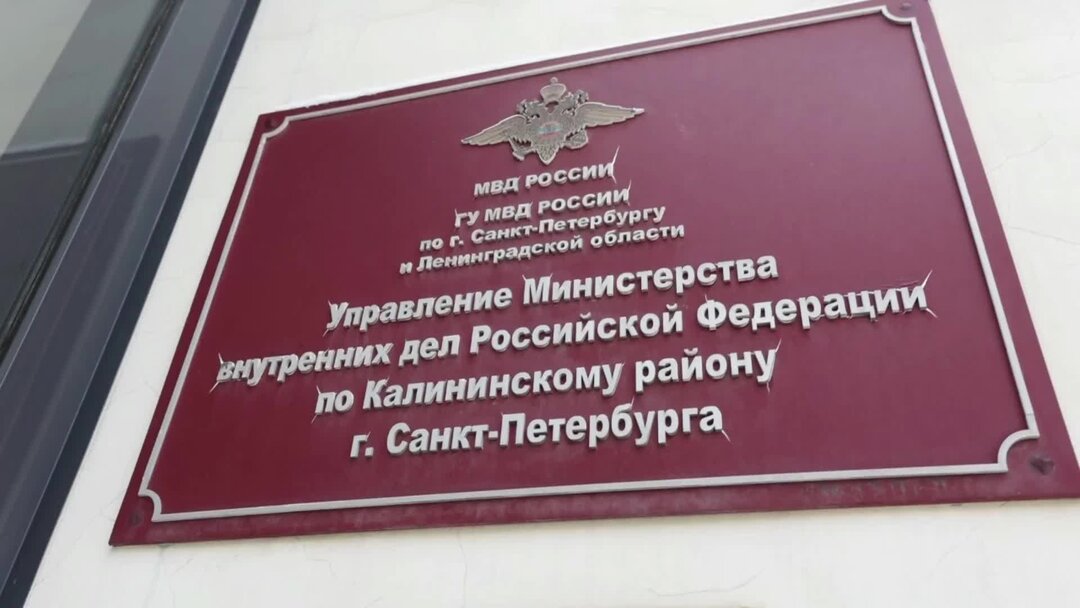 МВД РОССИИ
ГУ МВД РОССИИ
по г. Санкт-Петербургу
и Ленинградской области
Управление Министерства
внутренних дел Российской Федерации
по Калининскому району
г. Санкт-Петербурга